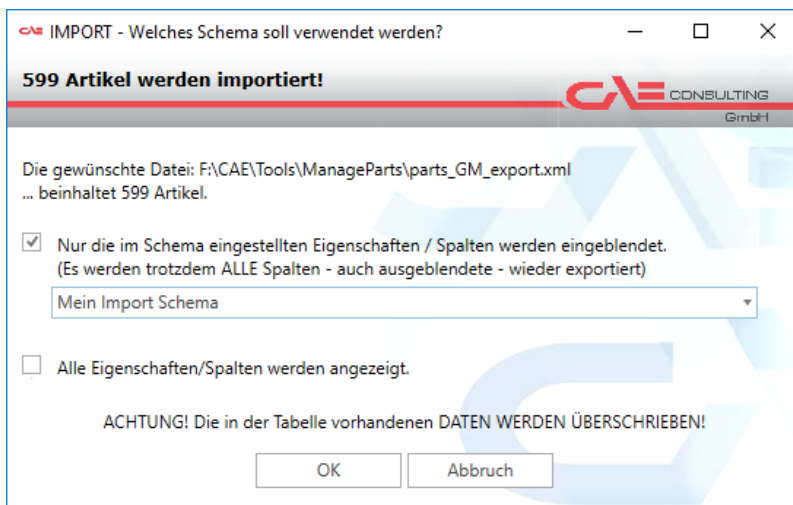 CAE IMPORT - Welches Schema soll verwendet werden?
599 Artikel werden importiert!
CAE CONSULTING
GmbH
Die gewünschte Datei: F:\CAE\Tools\ManageParts\parts_GM_export.xml
... beinhaltet 599 Artikel.
Nur die im Schema eingestellten Eigenschaften / Spalten werden eingeblendet.
(Es werden trotzdem ALLE Spalten - auch ausgeblendete - wieder exportiert)
Mein Import Schema
Alle Eigenschaften/Spalten werden angezeigt.
ACHTUNG! Die in der Tabelle vorhandenen DATEN WERDEN ÜBERSCHRIEBEN!
OK Abbruch